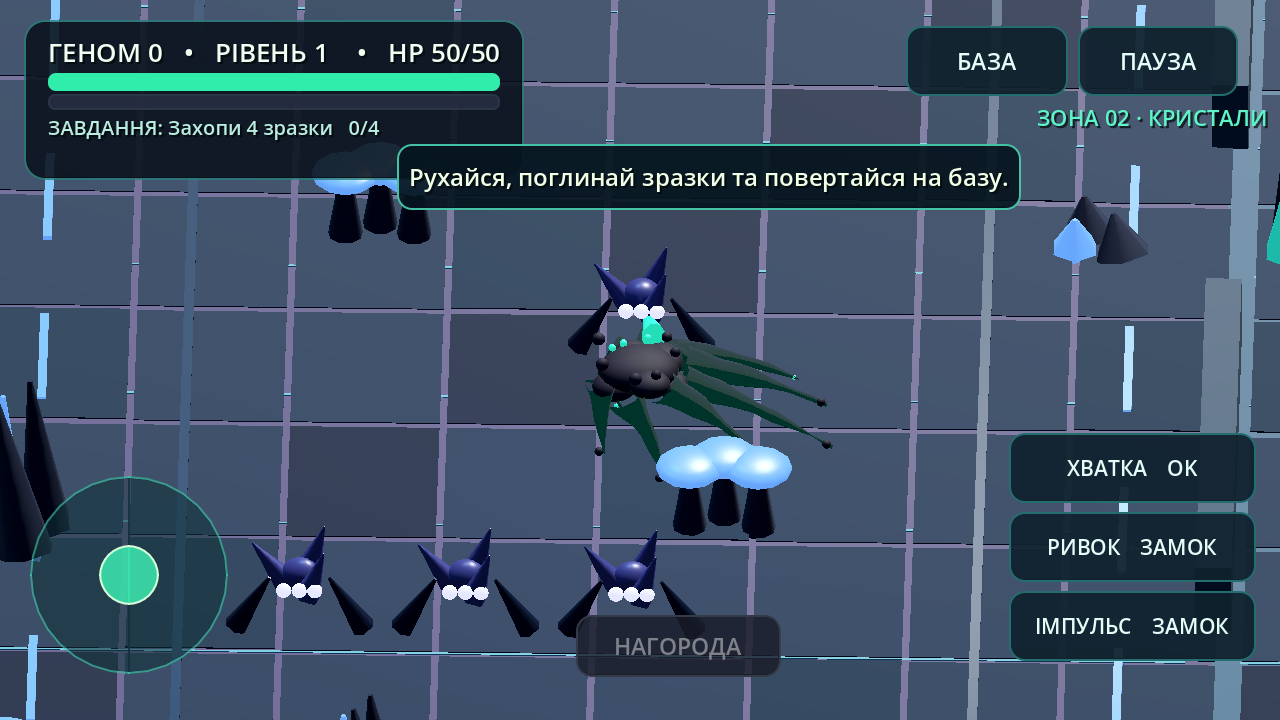 ГЕНОМ 0 • РІВЕНЬ 1 • HP 50/50
ЗАВДАННЯ: Захопи 4 зразки 0/4
БАЗА
ПАУЗА
ЗОНА 02 · КРИСТАЛИ
Рухайся, поглинай зразки та повертайся на базу.
ХВАТКА OK
РИВОК ЗАМОК
ІМПУЛЬС ЗАМОК
НАГОРОДА